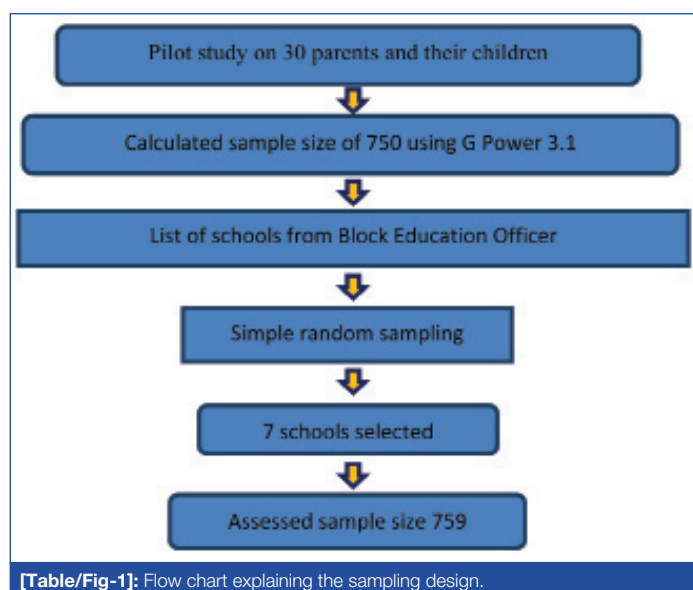 Pilot study on 30 parents and their children
Calculated sample size of 750 using G Power 3.1
List of schools from Block Education Officer
Simple random sampling
7 schools selected
Assessed sample size 759
[Table/Fig-1]: Flow chart explaining the sampling design.